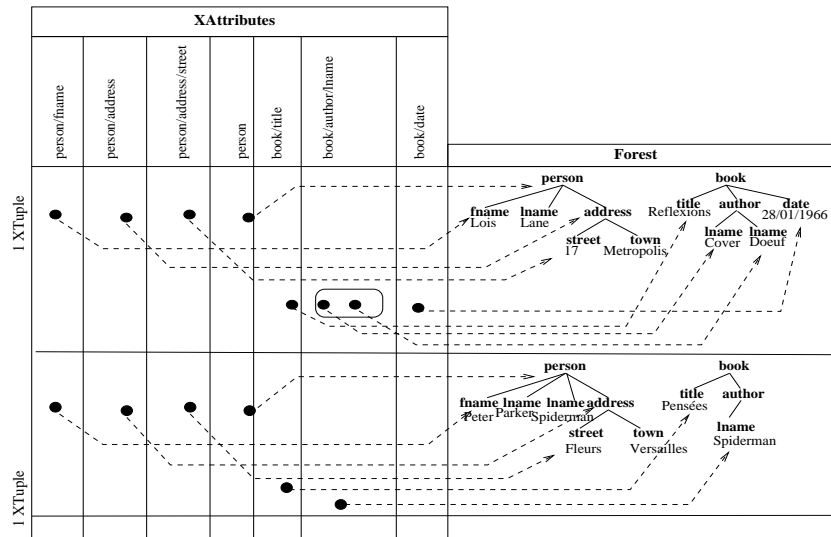 XAttributes
person/fname
person/address
person/address/street
person
book/title
book/author/lname
book/date
Forest
1 XTuple
person book
fname lname address title author date
Lois Lane Reflexions 28/01/1966
street town lname lname
17 Metropolis Cover Doeuf
1 XTuple
person book
fname lname lname address title author
Peter Parker Spiderman Pensées
street town lname
Fleurs Versailles Spiderman